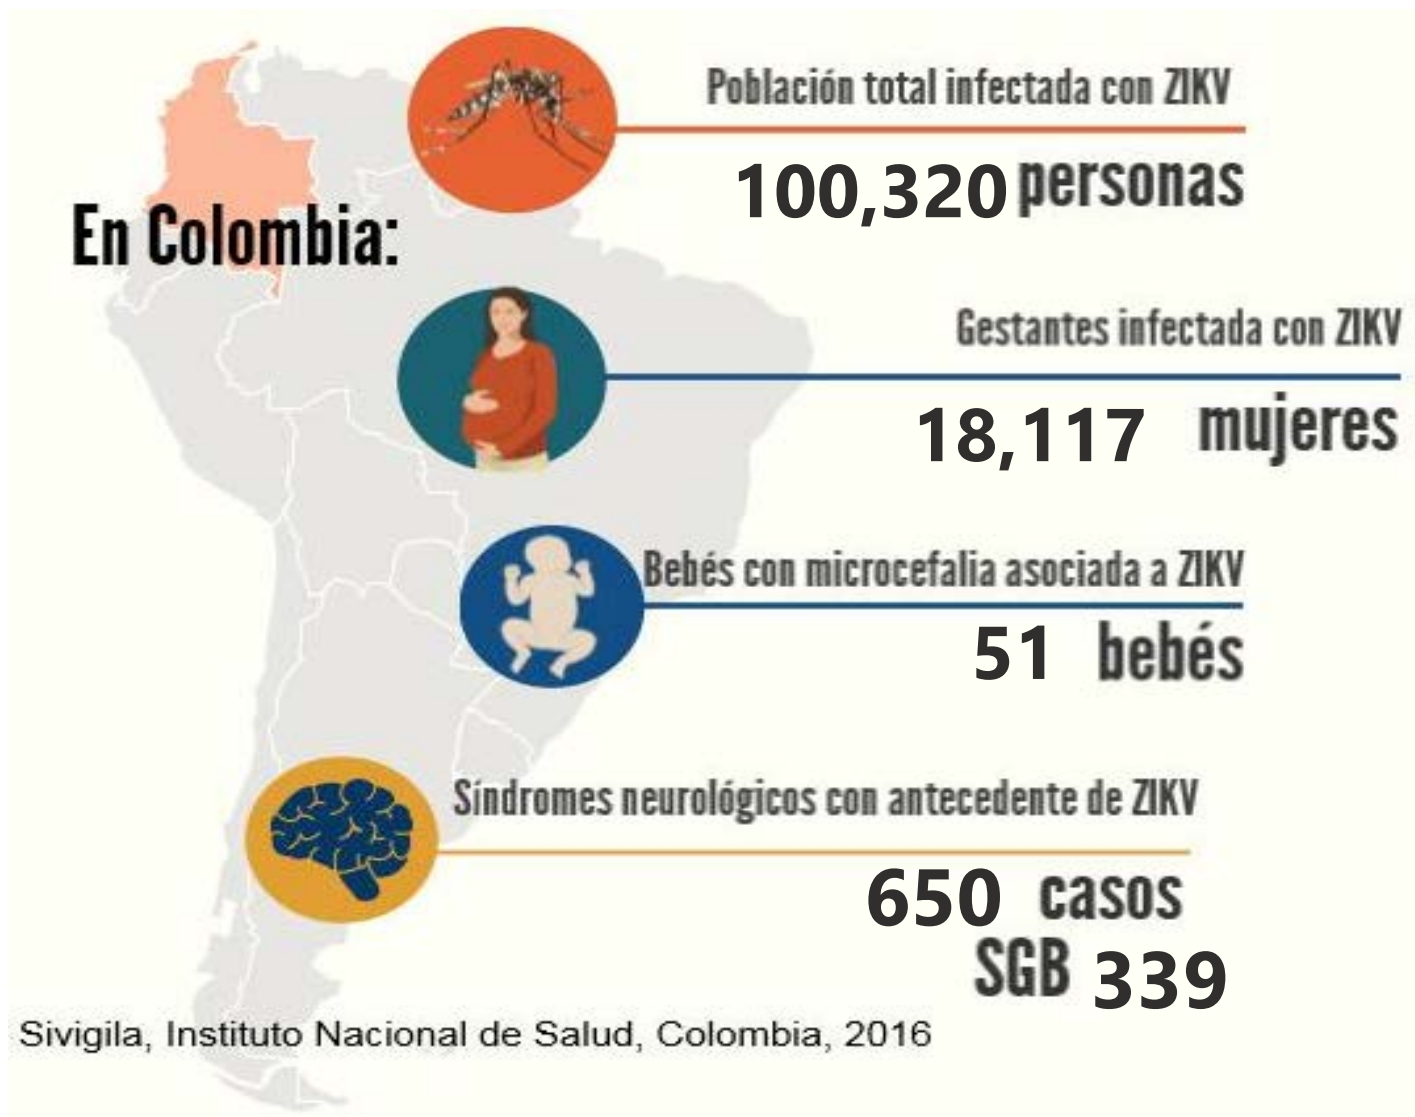 En Colombia:
Población total infectada con ZIKV
100,320 personas
Gestantes infectada con ZIKV
18,117 mujeres
Bebés con microcefalia asociada a ZIKV
51 bebés
Síndromes neurológicos con antecedente de ZIKV
650 casos
SGB 339
Sivigila, Instituto Nacional de Salud, Colombia, 2016